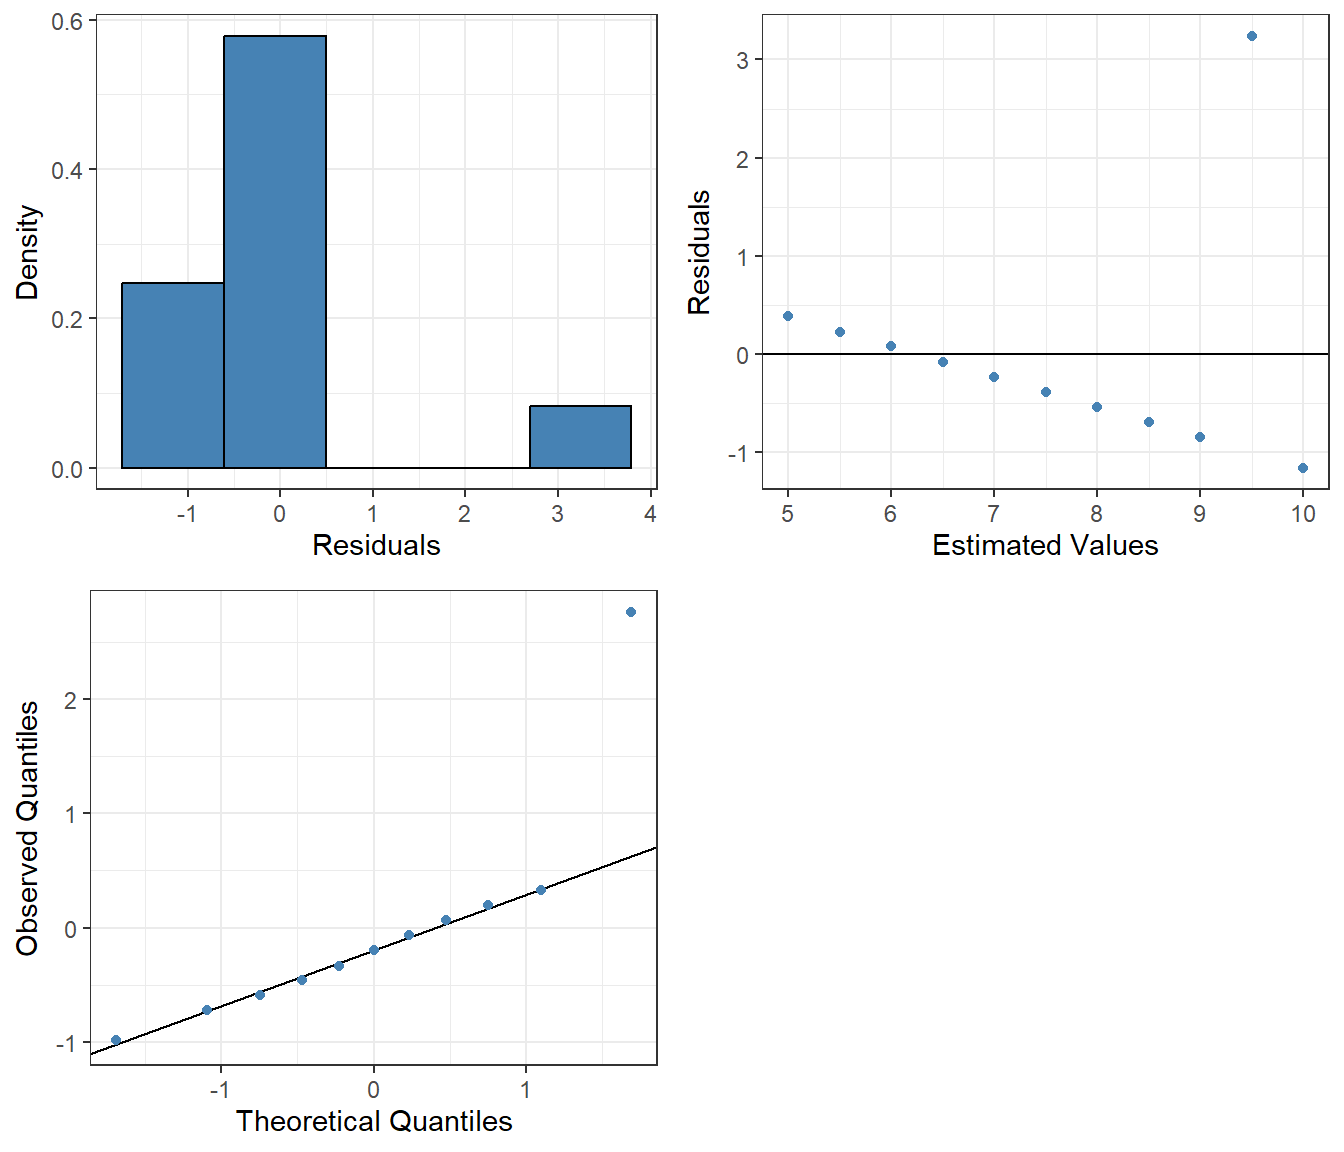 0.6
0.4
0.2
0.0
Density
-1 0 1 2 3 4
Residuals
3
2
1
0
-1
Residuals
5 6 7 8 9 10
Estimated Values
2
1
0
-1
Observed Quantiles
-1 0 1
Theoretical Quantiles